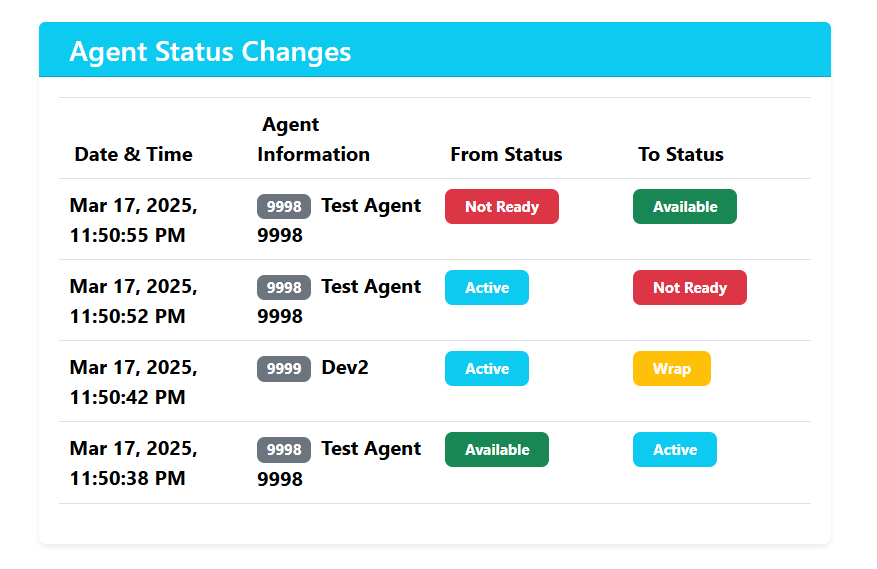 Agent Status Changes
Agent
Date & Time Information From Status To Status
Mar 17, 2025, 9998 Test Agent Not Ready Available
11:50:55 PM 9998
Mar 17, 2025, 9998 Test Agent Active Not Ready
11:50:52 PM 9998
Mar 17, 2025, 9999 Dev2 Active Wrap
11:50:42 PM
Mar 17, 2025, 9998 Test Agent Available Active
11:50:38 PM 9998